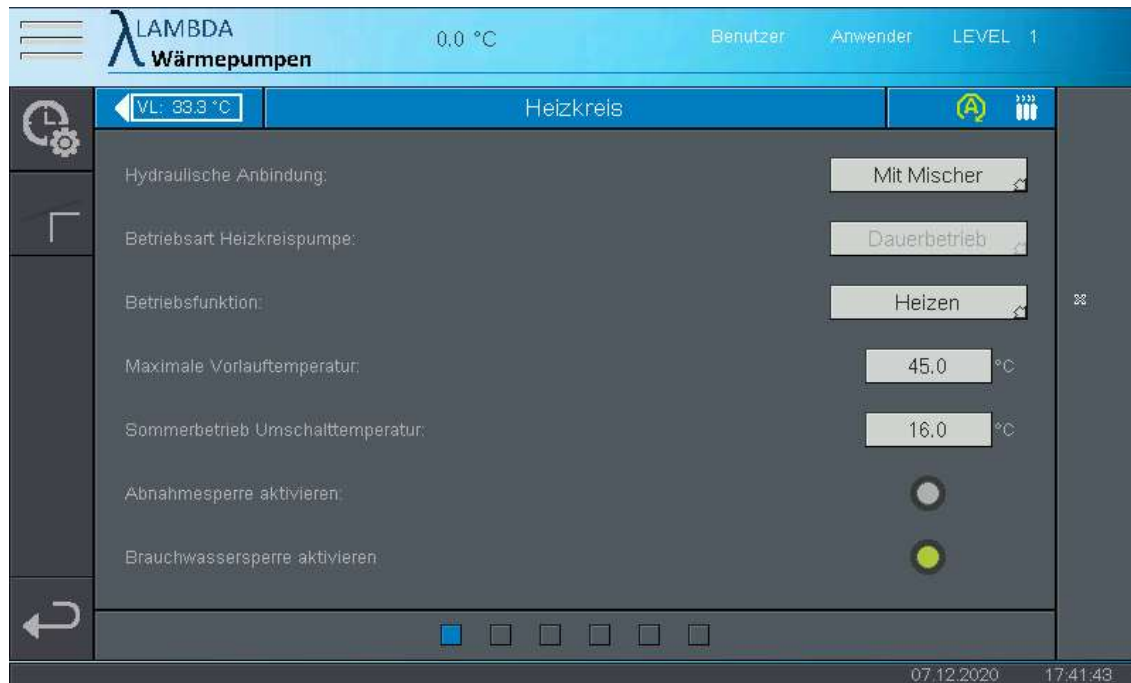 λ LAMBDA
Wärmepumpen
0.0 °C
Benutzer Anwender LEVEL 1
VL: 33.3 °C
Heizkreis
A
Hydraulische Anbindung: Mit Mischer
Betriebsart Heizkreispumpe: Dauerbetrieb
Betriebsfunktion: Heizen
Maximale Vorlauftemperatur: 45.0 °C
Sommerbetrieb Umschalttemperatur: 16.0 °C
Abnahmesperre aktivieren:
Brauchwassersperre aktivieren
07.12.2020 17:41:43